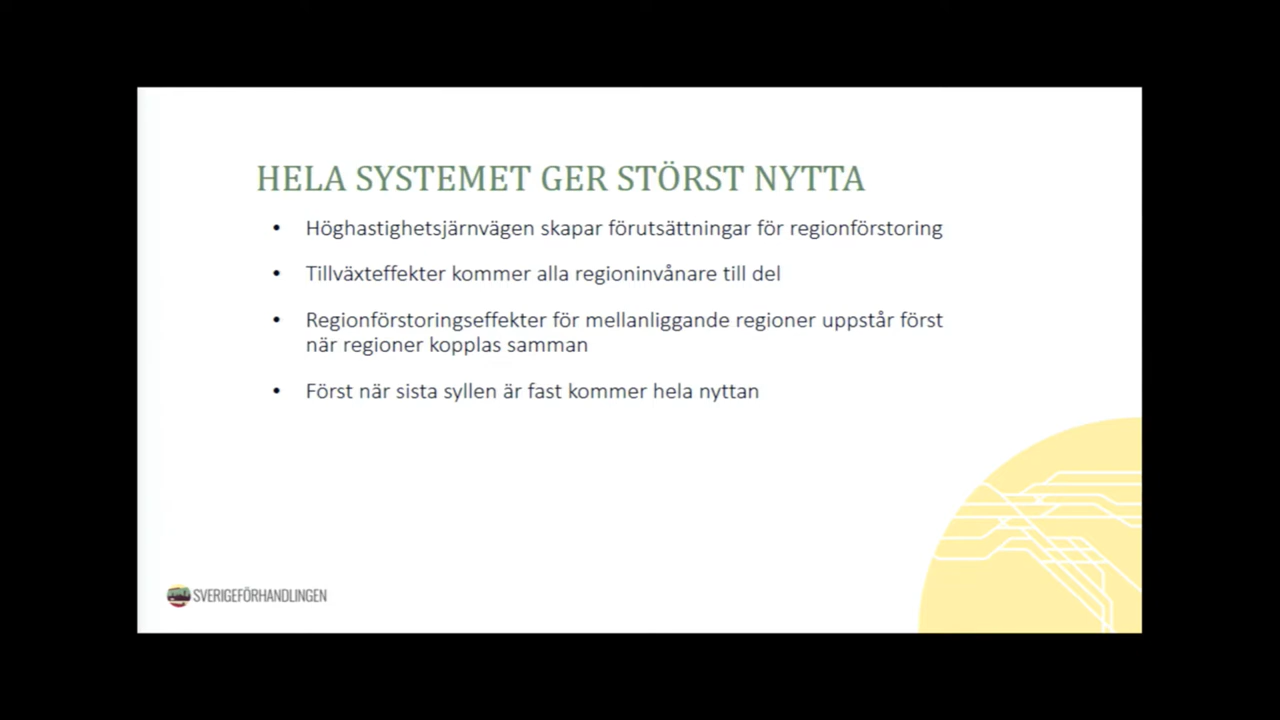 HELA SYSTEMET GER STÖRST NYTTA
• Höghastighetsjärnvägen skapar förutsättningar för regionförstoring
• Tillväxteffekter kommer alla regioninvånare till del
• Regionförstoringseffekter för mellanliggande regioner uppstår först
när regioner kopplas samman
• Först när sista syllen är fast kommer hela nyttan
SVERIGEFÖRHANDLINGEN